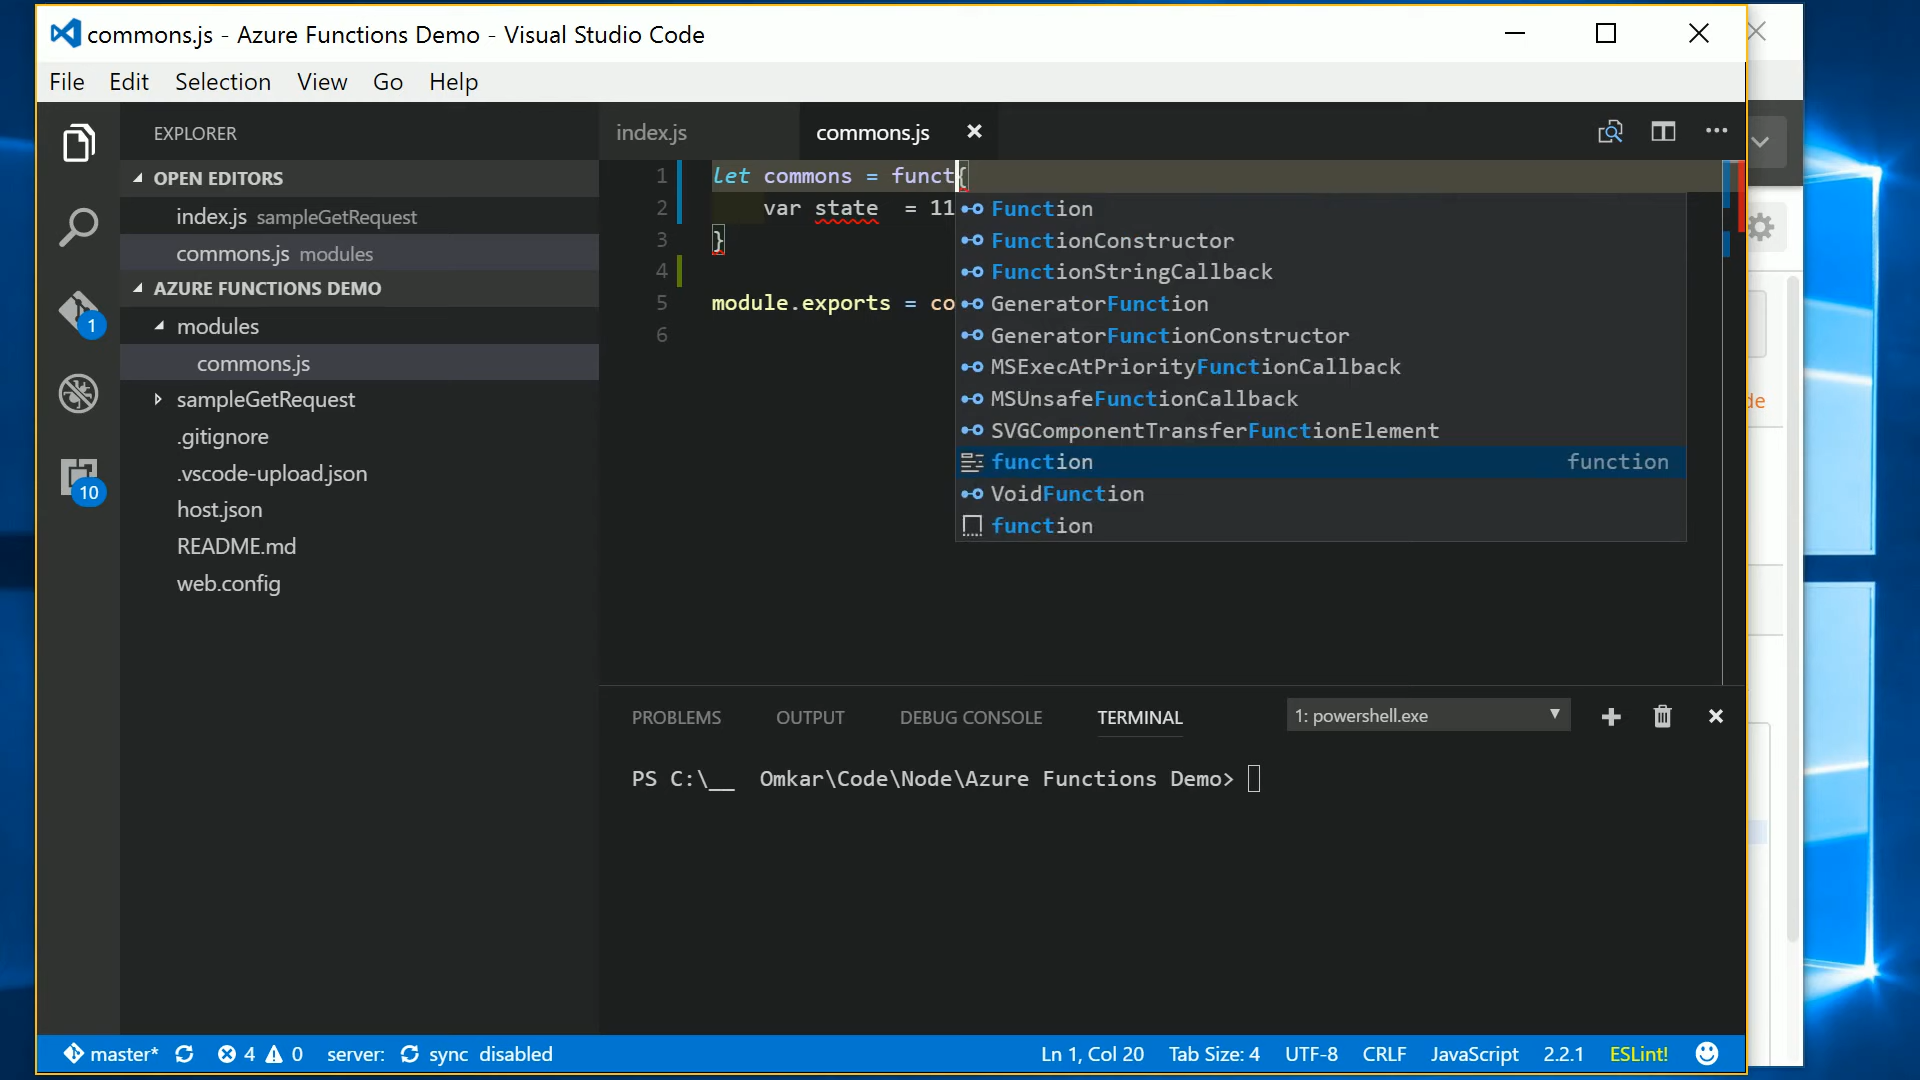 commons.js - Azure Functions Demo - Visual Studio Code
File Edit Selection View Go Help
EXPLORER
OPEN EDITORS
index.js sampleGetRequest
commons.js modules
AZURE FUNCTIONS DEMO
modules
commons.js
sampleGetRequest
.gitignore
.vscode-upload.json
host.json
README.md
web.config
1
10
index.js commons.js
1 let commons = funct{
2 var state = 11
3 }
4
5 module.exports = co
6
Function
FunctionConstructor
FunctionStringCallback
GeneratorFunction
GeneratorFunctionConstructor
MSExecAtPriorityFunctionCallback
MSUnsafeFunctionCallback
SVGComponentTransferFunctionElement
function function
VoidFunction
function
PROBLEMS OUTPUT DEBUG CONSOLE TERMINAL 1: powershell.exe
PS C:\__ Omkar\Code\Node\Azure Functions Demo>
master* 4 0 server: sync disabled Ln 1, Col 20 Tab Size: 4 UTF-8 CRLF JavaScript 2.2.1 ESLint!